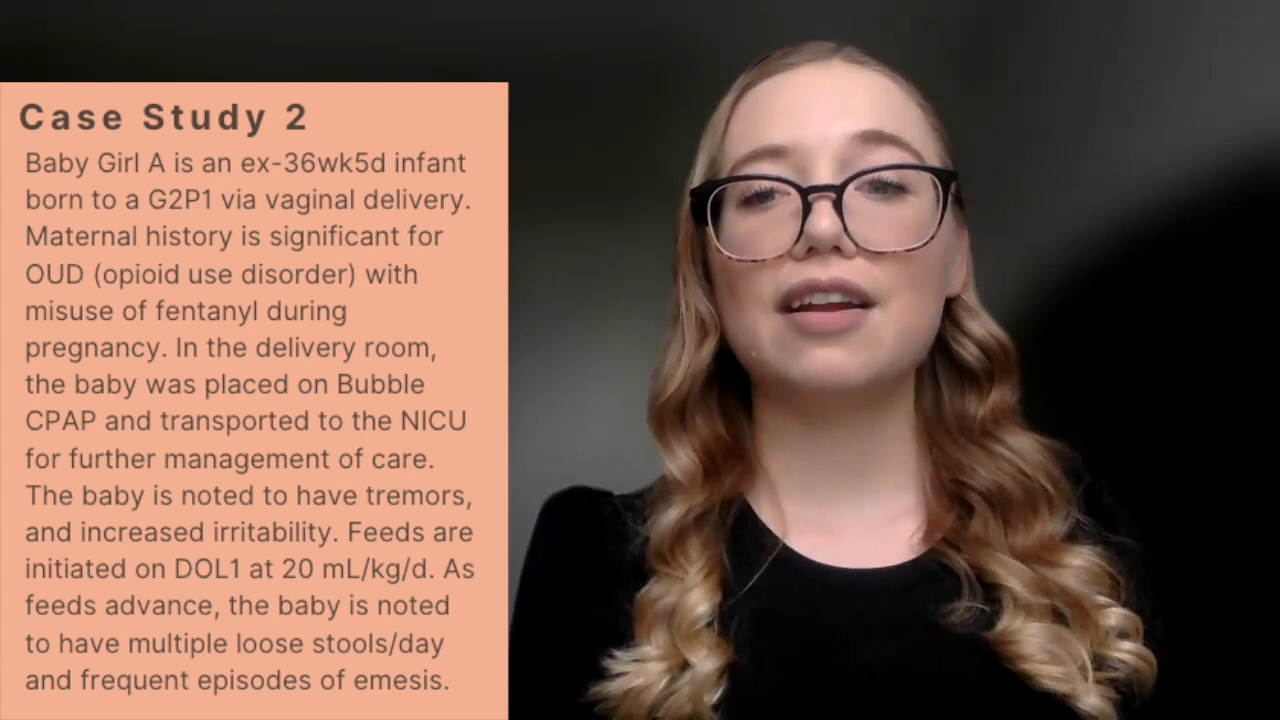 Case Study 2
Baby Girl A is an ex-36wk5d infant
born to a G2P1 via vaginal delivery.
Maternal history is significant for
OUD (opioid use disorder) with
misuse of fentanyl during
pregnancy. In the delivery room,
the baby was placed on Bubble
CPAP and transported to the NICU
for further management of care.
The baby is noted to have tremors,
and increased irritability. Feeds are
initiated on DOL1 at 20 mL/kg/d. As
feeds advance, the baby is noted
to have multiple loose stools/day
and frequent episodes of emesis.